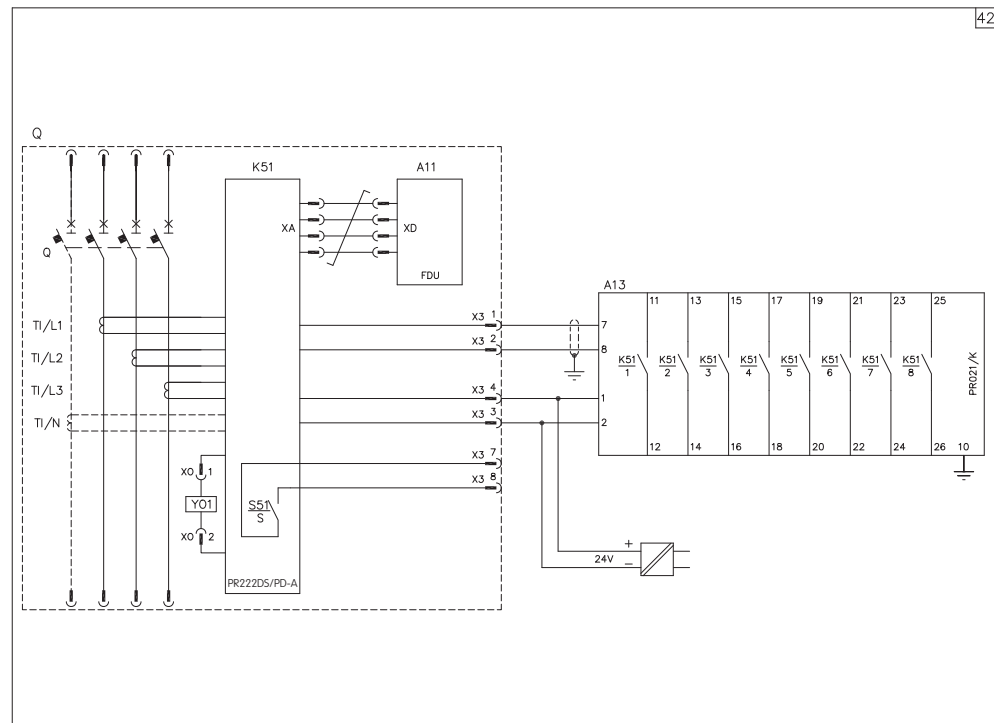 42
Q
K51
A11
XA
XD
Q
FDU
A13
11 13 15 17 19 21 23 25
TI/L1
X3 1
7
X3 2
8
TI/L2
K51 K51 K51 K51 K51 K51 K51 K51
1 2 3 4 5 6 7 8
PR021/K
TI/L3
X3 4
1
TI/N
X3 3
2
12 14 16 18 20 22 24 26 10
X3 7
X0 1
X3 8
Y01
S51
S
X0 2
+
24V
−
PR222DS/PD-A